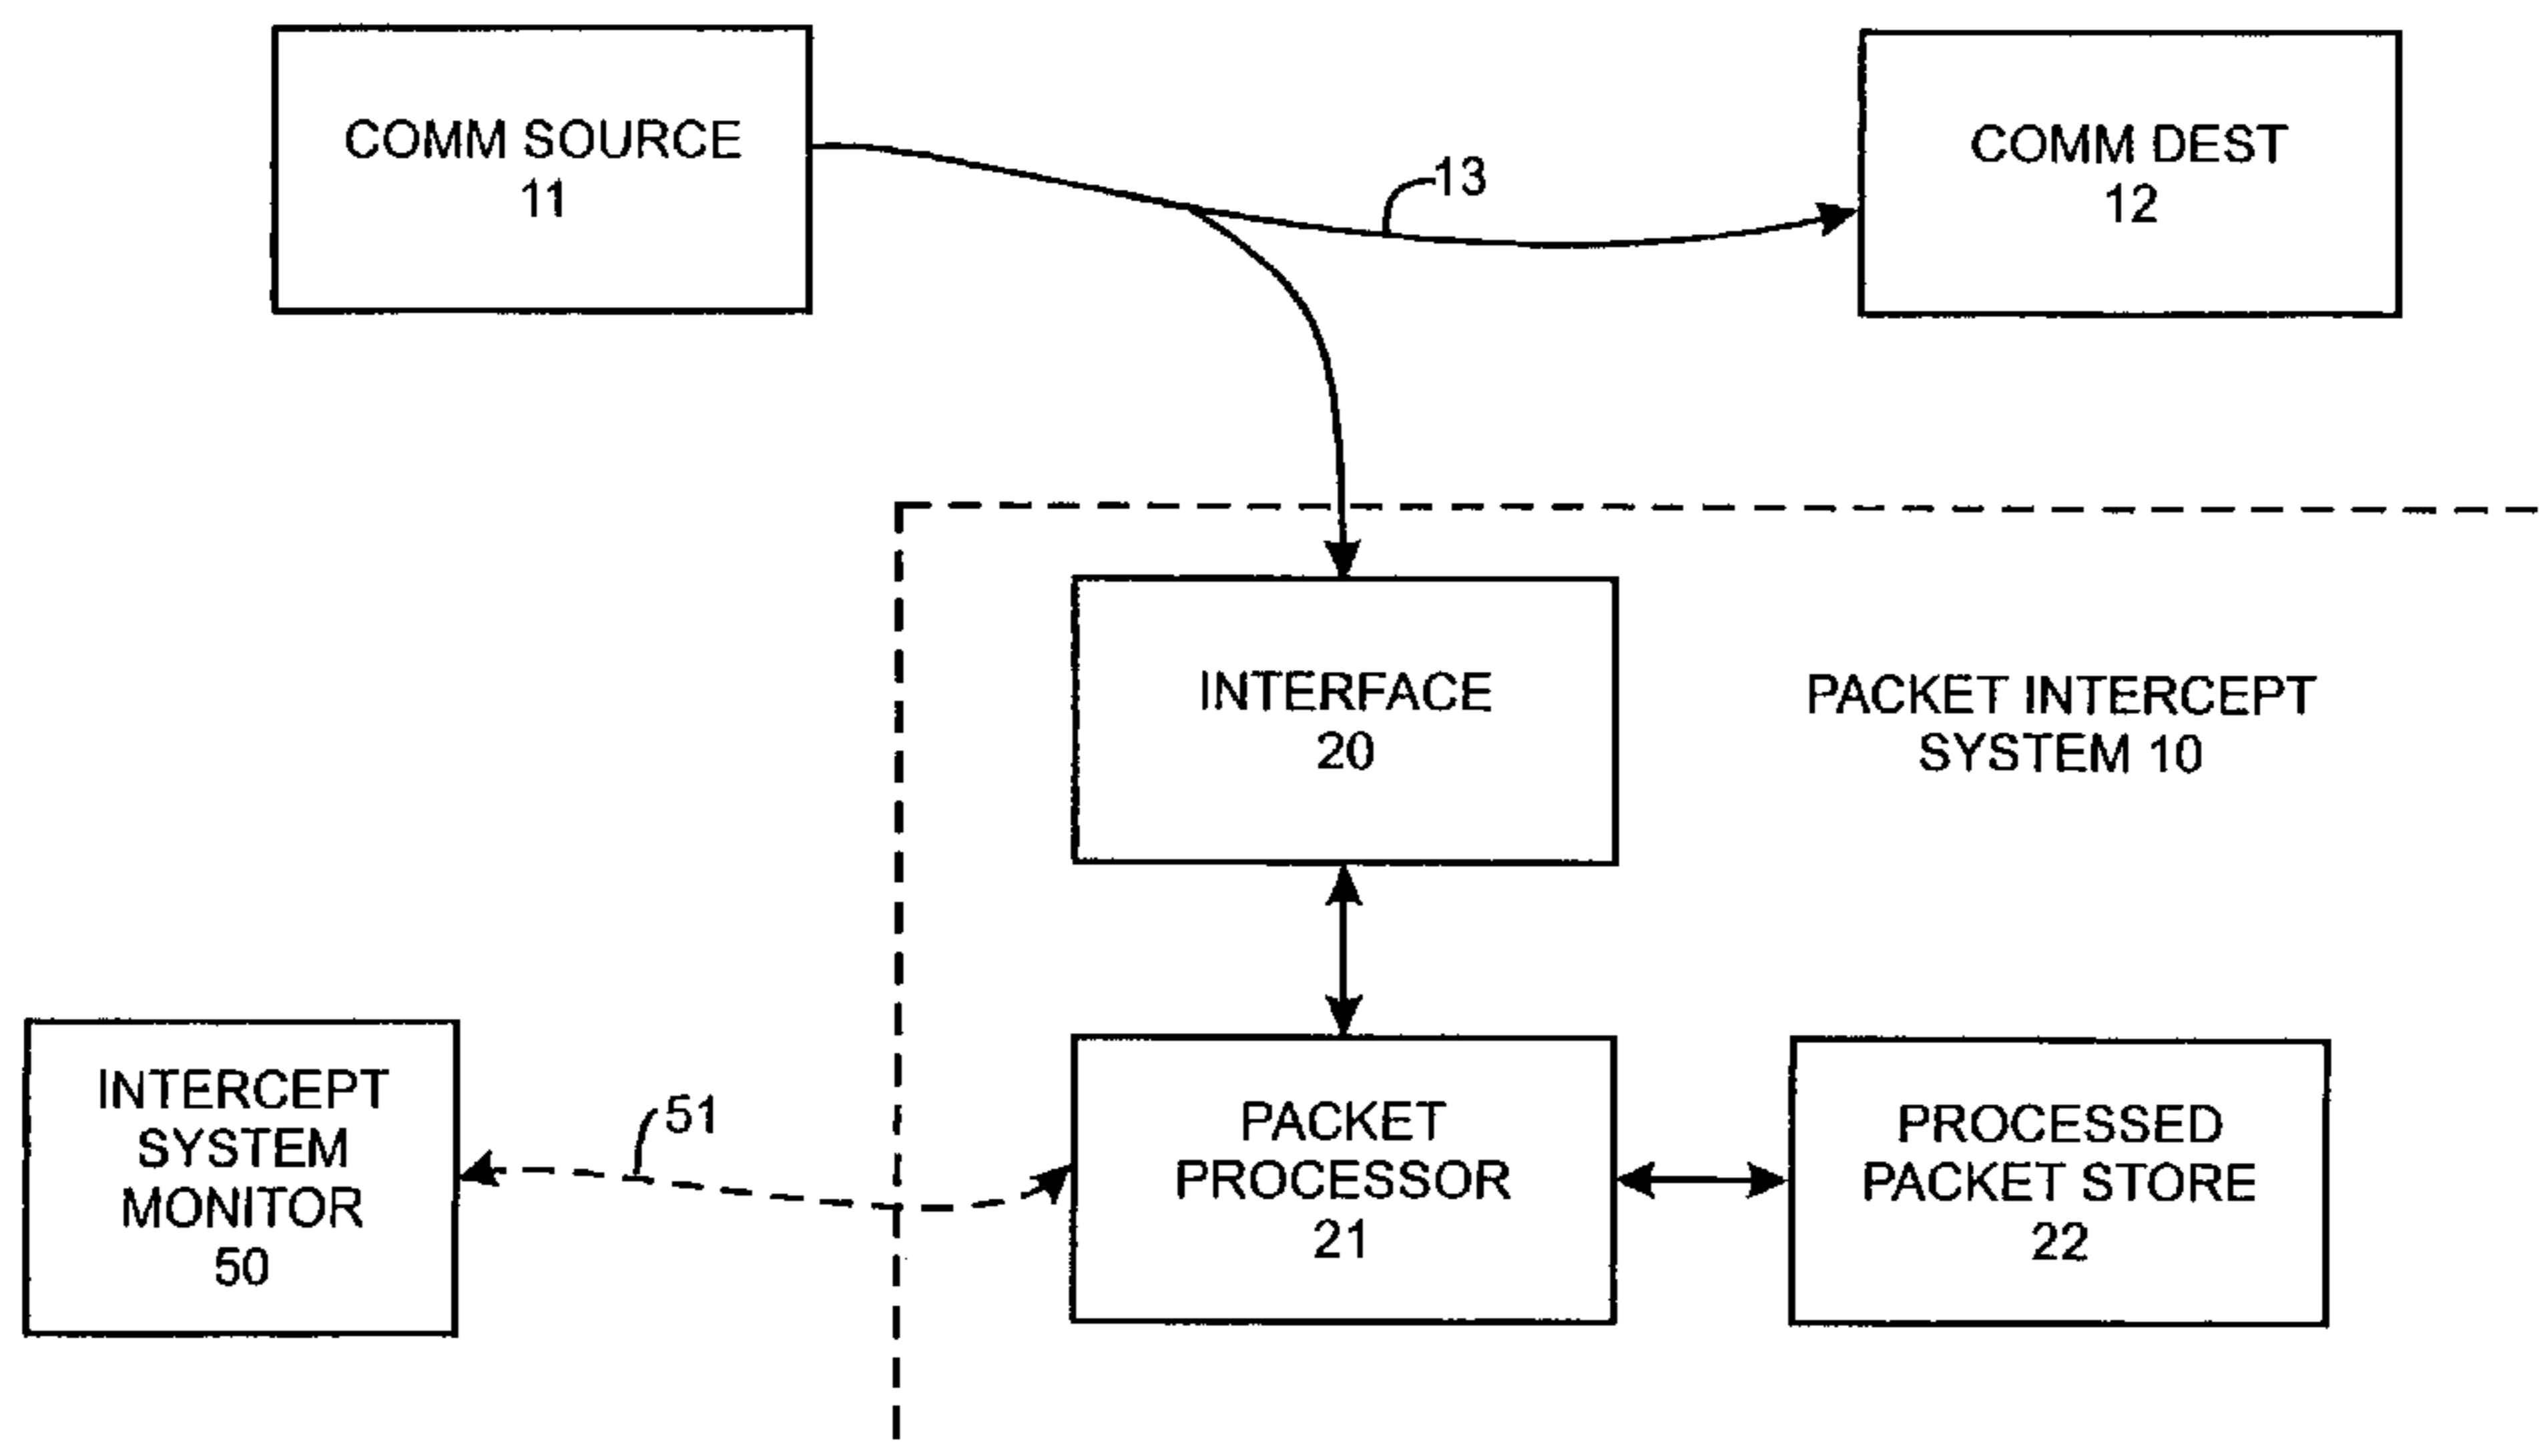 COMM SOURCE
11
COMM DEST
12
13
INTERFACE
20
PACKET INTERCEPT
SYSTEM 10
INTERCEPT
SYSTEM
MONITOR
50
51
PACKET
PROCESSOR
21
PROCESSED
PACKET STORE
22